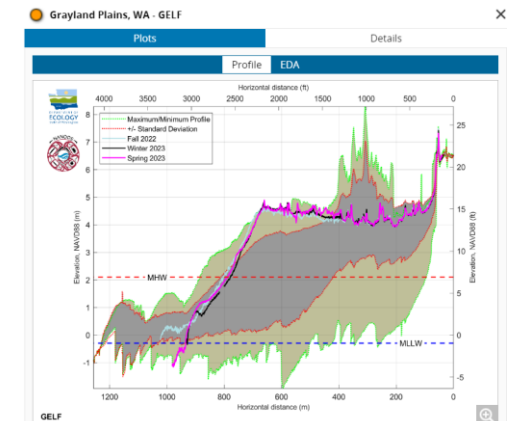 Grayland Plains, WA - GELF
Plots
Details
Profile
EDA
Horizontal distance (ft)
4000 3500 3000 2500 2000 1500 1000 500 0
Maximum/Minimum Profile
+/- Standard Deviation
Fall 2022
Winter 2023
Spring 2023
ECOLOGY
Elevation, NAVD88 (m)
8
7
6
5
4
3
2
1
0
-1
MHW
MLLW
25
20
15
10
5
0
-5
Elevation, NAVD88 (ft)
1200 1000 800 600 400 200 0
Horizontal distance (m)
GELF